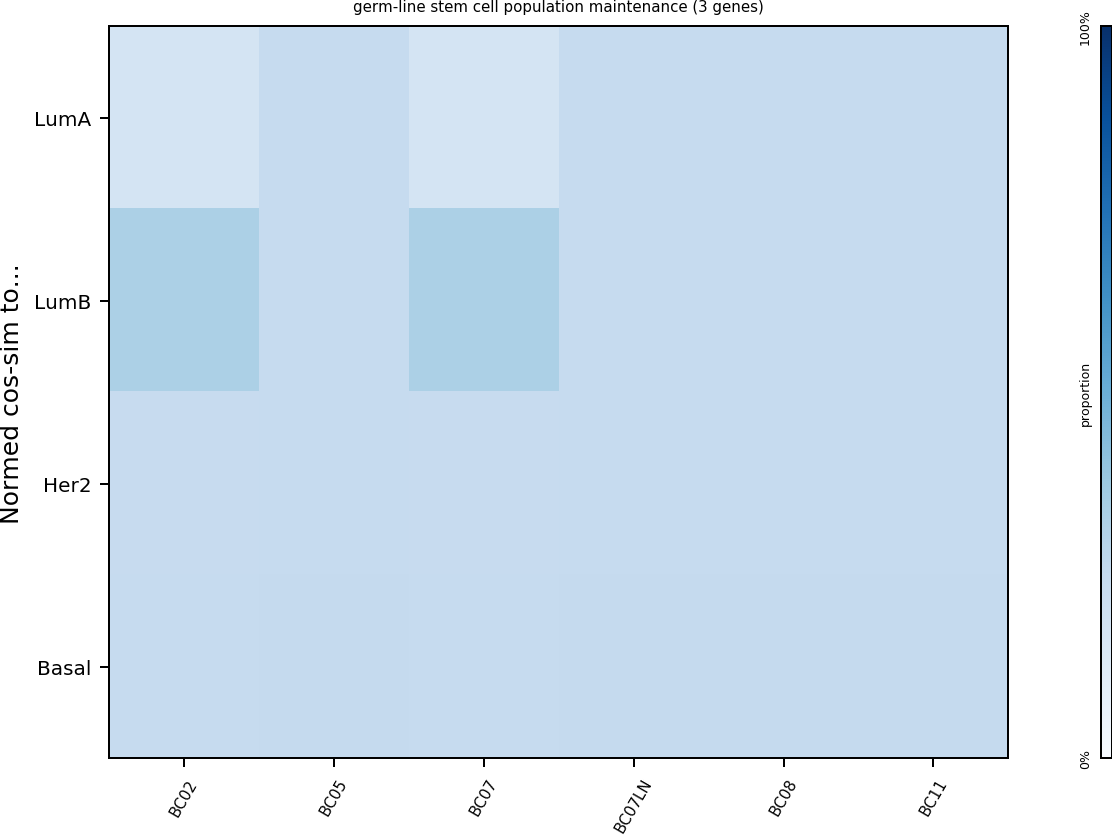 germ-line stem cell population maintenance (3 genes)
Normed cos-sim to...
LumA
LumB
Her2
Basal
BC02
BC05
BC07
BC07LN
BC08
BC11
100%
proportion
0%